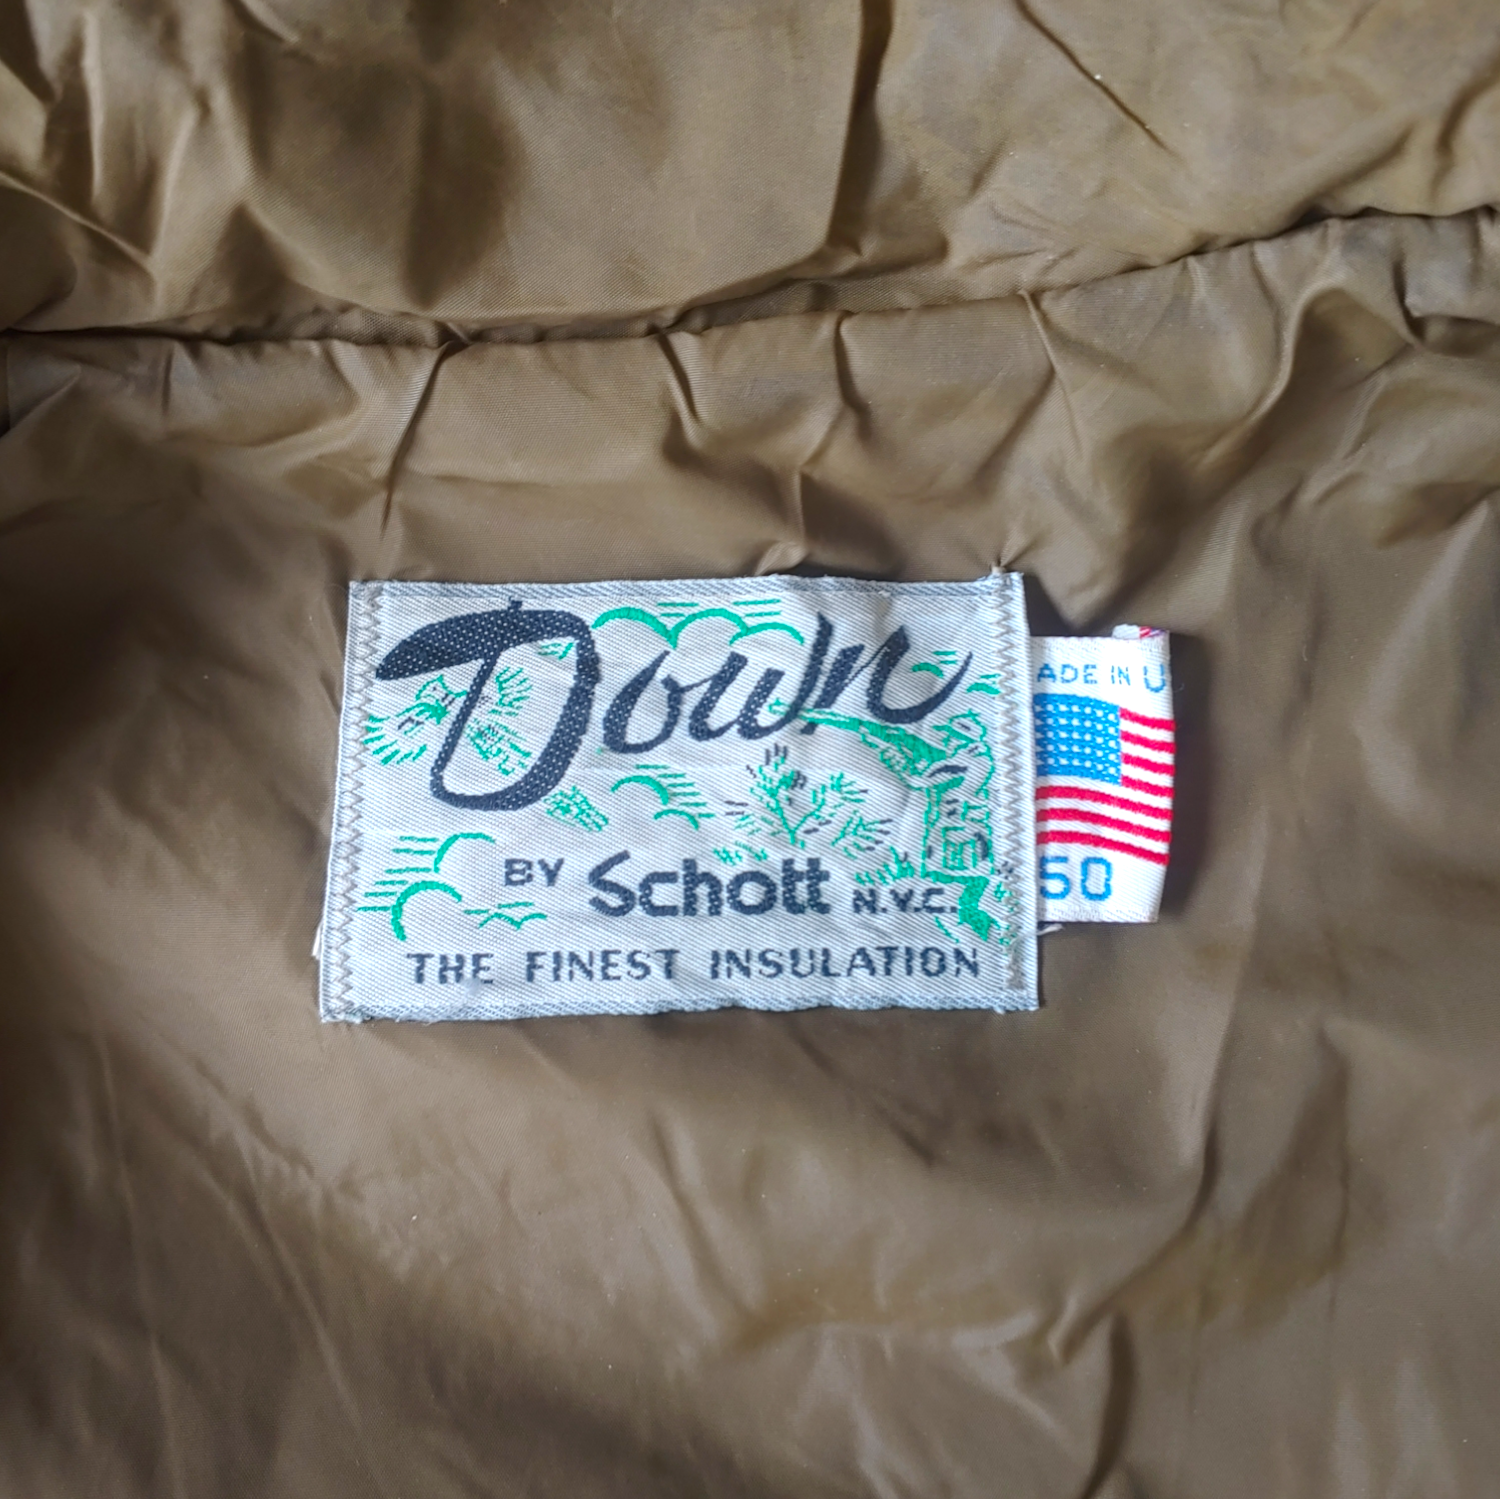 Down
BY Schott N.Y.C.
THE FINEST INSULATION
ADE IN U
50